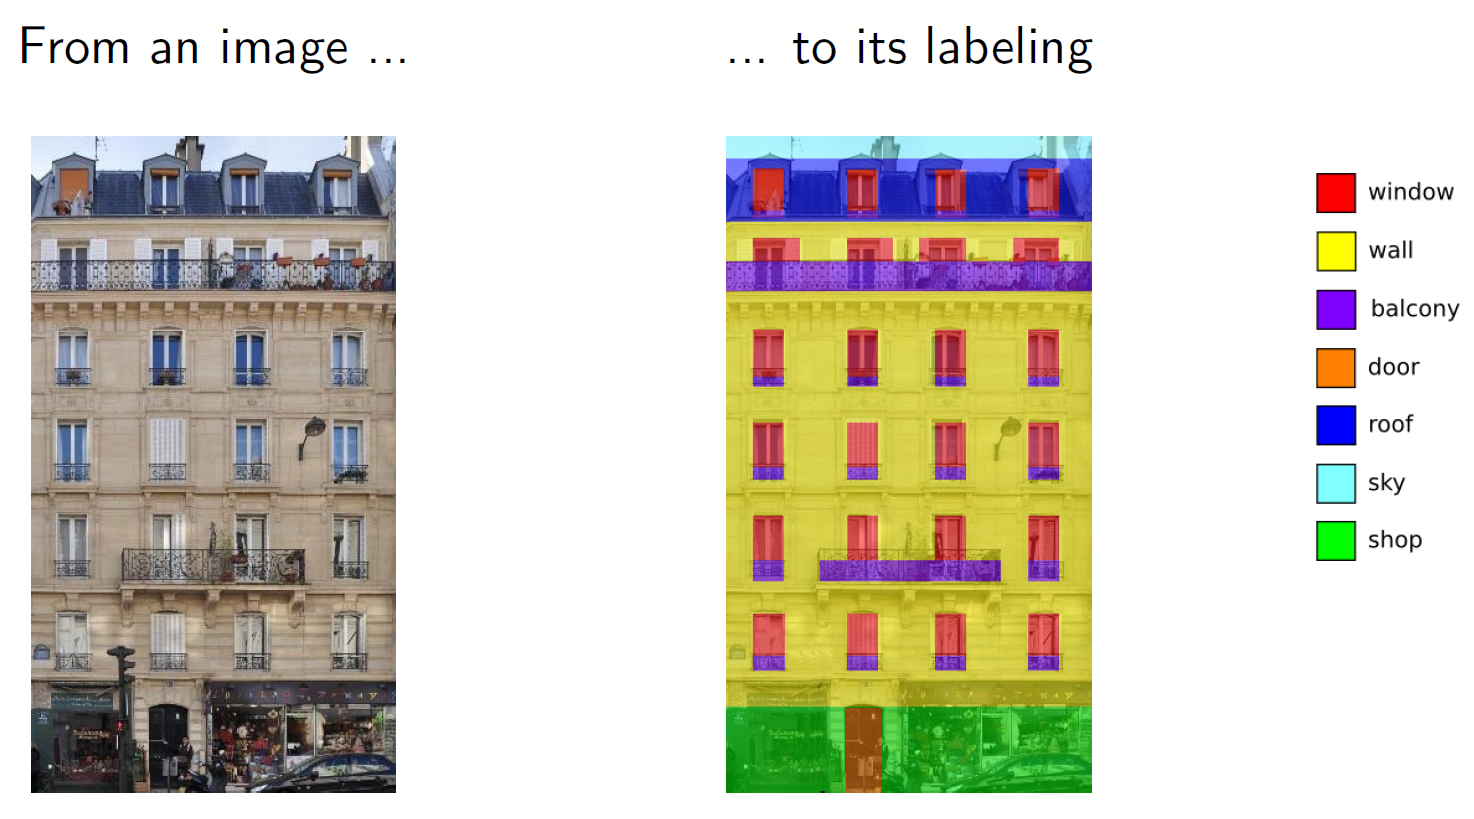 From an image ...
... to its labeling
window
wall
balcony
door
roof
sky
shop